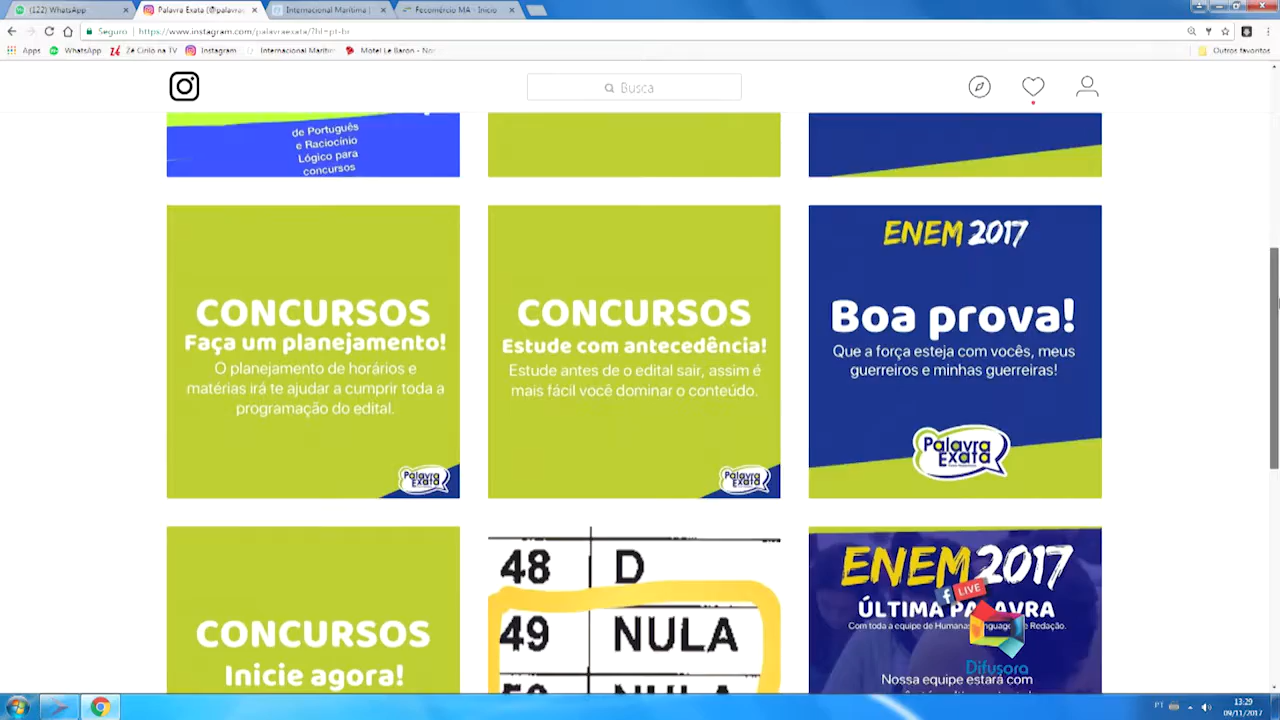 (122) WhatsApp
Palavra Exata (@palavra
Internacional Marítima |
Fecomércio MA - Início
Seguro
https://www.instagram.com/palavraexata/?hl=pt-br
Apps
WhatsApp
Zé Cirilo na TV
Instagram
Internacional Marítim
Motel Le Baron - No
Outros favoritos
Busca
de Português
e Raciocínio
Lógico para
concursos
CONCURSOS
Faça um planejamento!
O planejamento de horários e
matérias irá te ajudar a cumprir toda a
programação do edital.
Palavra
Exata
CONCURSOS
Estude com antecedência!
Estude antes de o edital sair, assim é
mais fácil você dominar o conteúdo.
Palavra
Exata
ENEM 2017
Boa prova!
Que a força esteja com vocês, meus
guerreiros e minhas guerreiras!
Palavra
Exata
CONCURSOS
Inicie agora!
48 D
49 NULA
50 NULA
ENEM 2017
LIVE
ÚLTIMA PALAVRA
Com toda a equipe de Humanas, Linguagens e Redação.
Difusora
Nossa equipe estará com
PT
13:29
09/11/2017